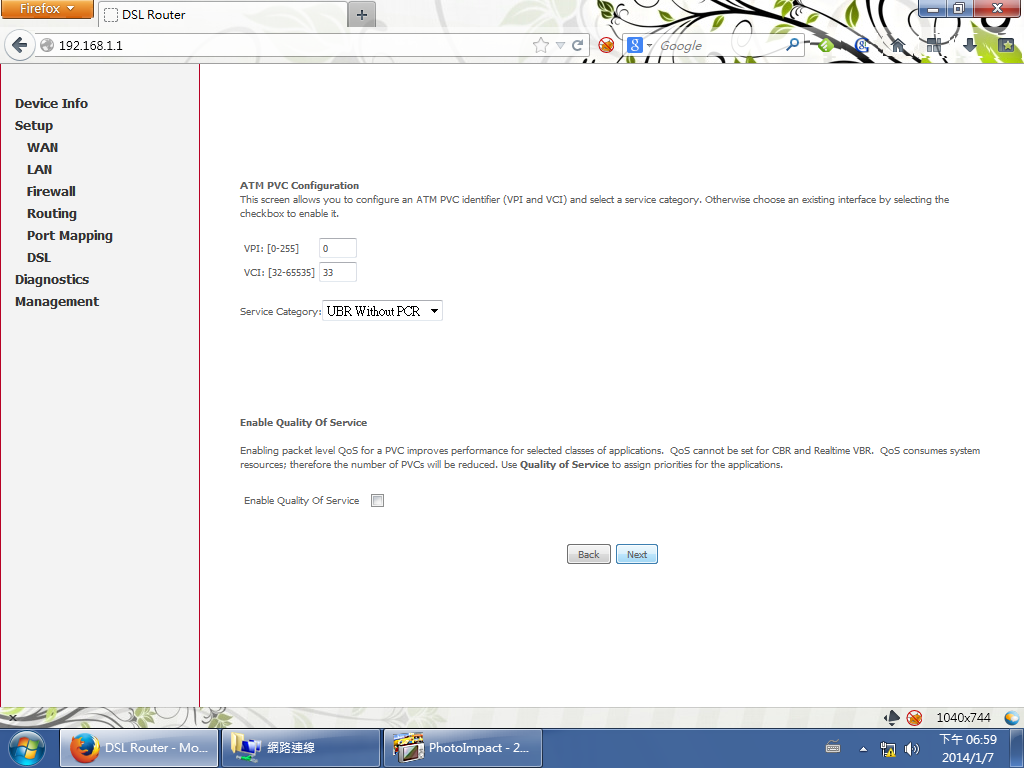 Firefox
DSL Router
192.168.1.1
Google
Device Info
Setup
WAN
LAN
Firewall
Routing
Port Mapping
DSL
Diagnostics
Management
ATM PVC Configuration
This screen allows you to configure an ATM PVC identifier (VPI and VCI) and select a service category. Otherwise choose an existing interface by selecting the
checkbox to enable it.
VPI: [0-255] 0
VCI: [32-65535] 33
Service Category: UBR Without PCR
Enable Quality Of Service
Enabling packet level QoS for a PVC improves performance for selected classes of applications.  QoS cannot be set for CBR and Realtime VBR.  QoS consumes system
resources; therefore the number of PVCs will be reduced. Use Quality of Service to assign priorities for the applications.
Enable Quality Of Service
Back Next
1040x744
DSL Router - Mo...
網路連線
PhotoImpact - 2...
下午 06:59
2014/1/7